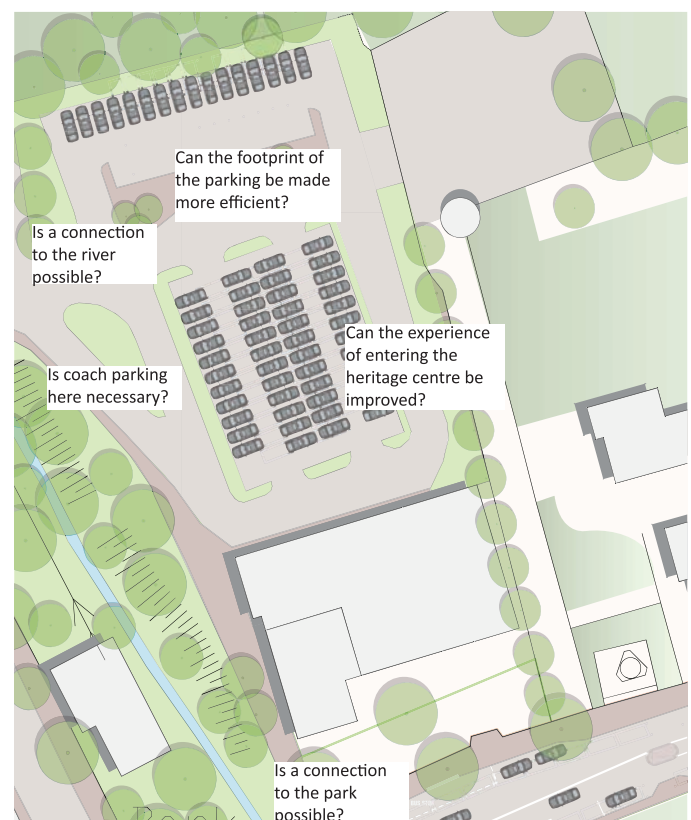 Can the footprint of
the parking be made
more efficient?
Is a connection
to the river
possible?
Can the experience
of entering the
heritage centre be
improved?
Is coach parking
here necessary?
Is a connection
to the park
possible?